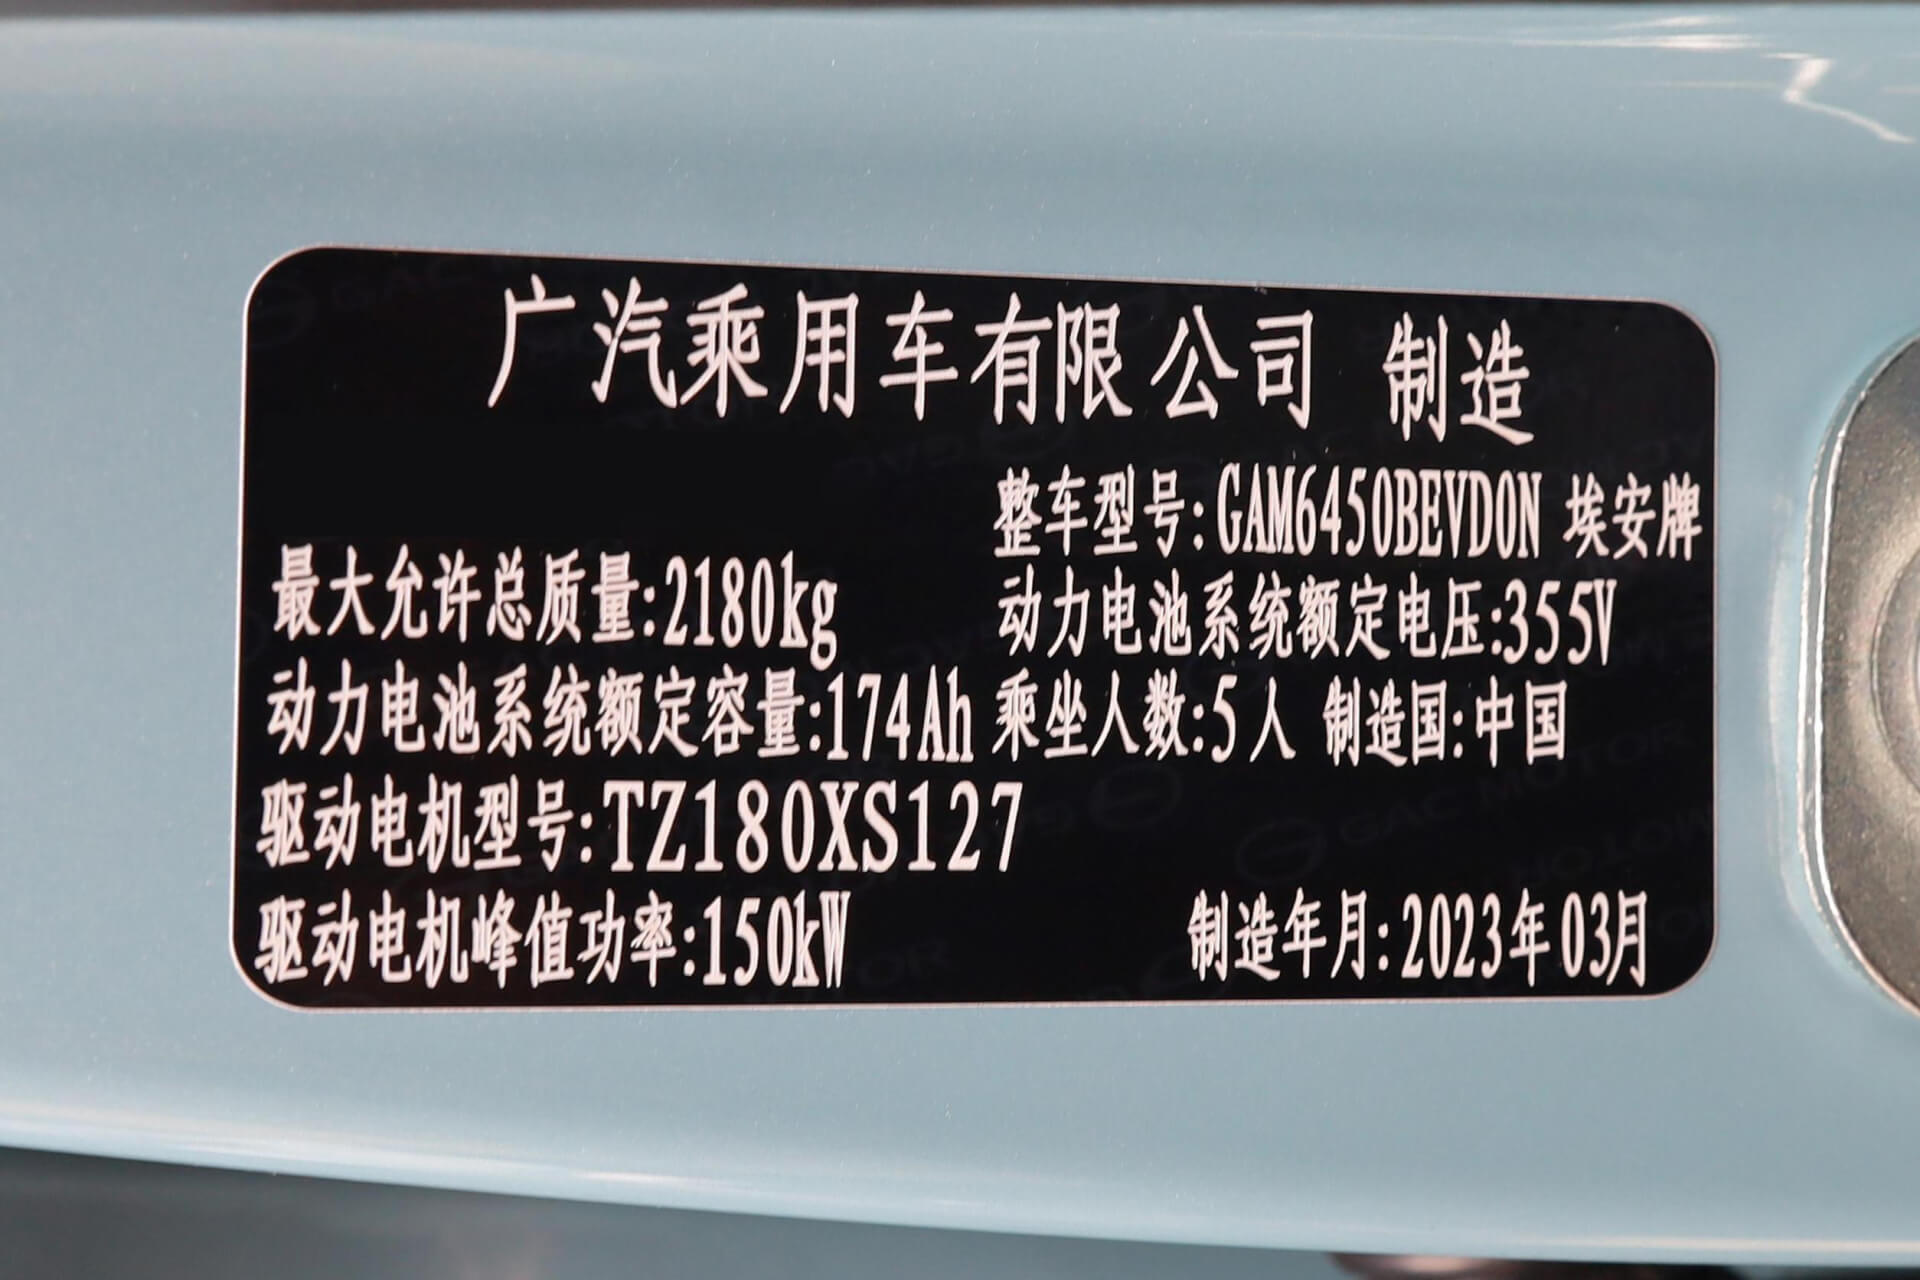 广汽乘用车有限公司 制造
整车型号:GAM6450BEVD0N 埃安牌
最大允许总质量:2180kg 动力电池系统额定电压:355V
动力电池系统额定容量:174Ah 乘坐人数:5人 制造国:中国
驱动电机型号:TZ180XS127
驱动电机峰值功率:150kW 制造年月:2023年03月